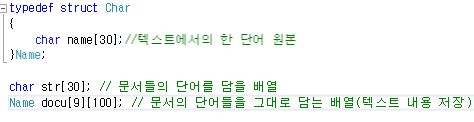 typedef struct Char
{
char name[30];//텍스트에서의 한 단어 원본
}Name;
char str[30]; // 문서들의 단어를 담을 배열
Name docu[9][100]; // 문서의 단어들을 그대로 담는 배열(텍스트 내용 저장)